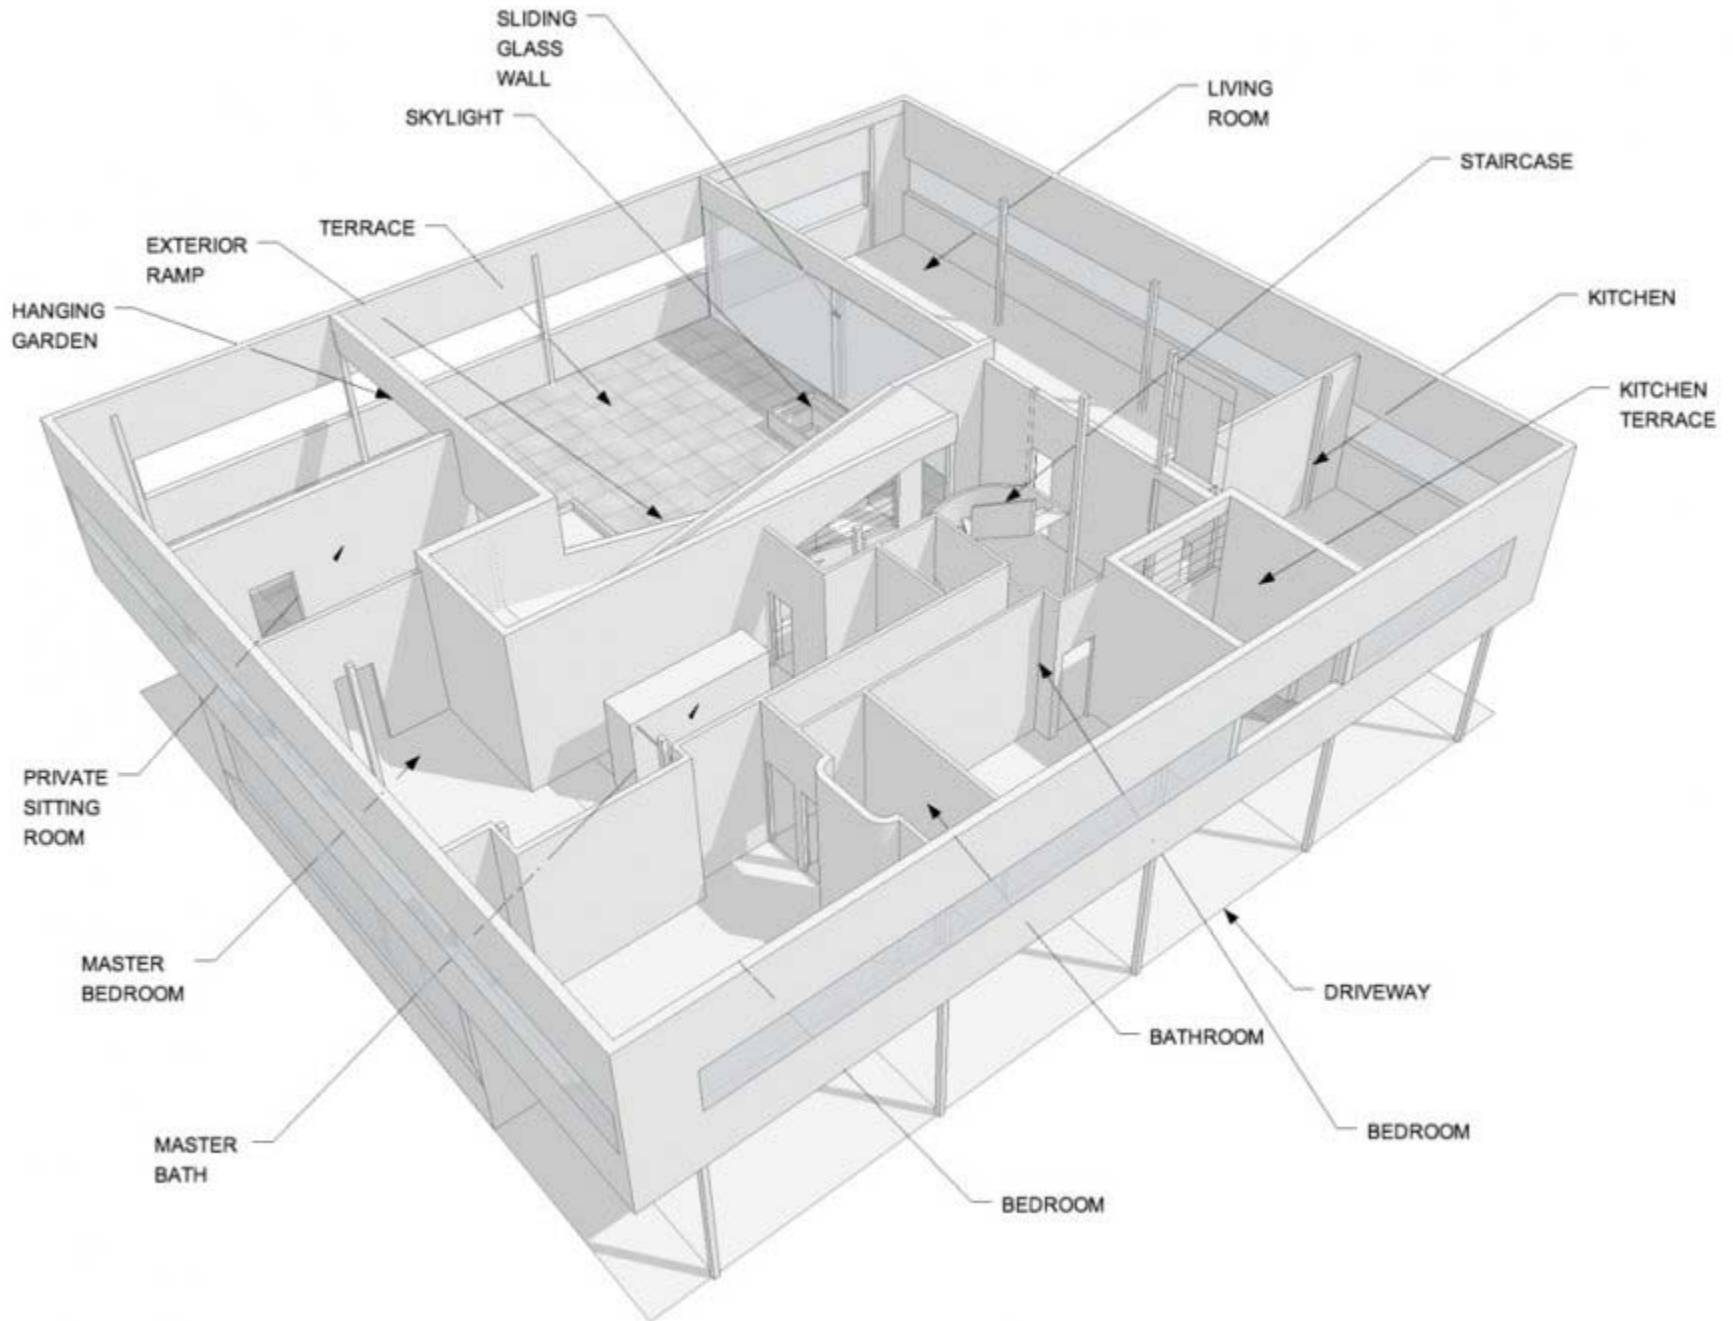 SLIDING
GLASS
WALL
SKYLIGHT
LIVING
ROOM
STAIRCASE
TERRACE
EXTERIOR
RAMP
HANGING
GARDEN
KITCHEN
KITCHEN
TERRACE
PRIVATE
SITTING
ROOM
MASTER
BEDROOM
DRIVEWAY
BATHROOM
MASTER
BATH
BEDROOM
BEDROOM